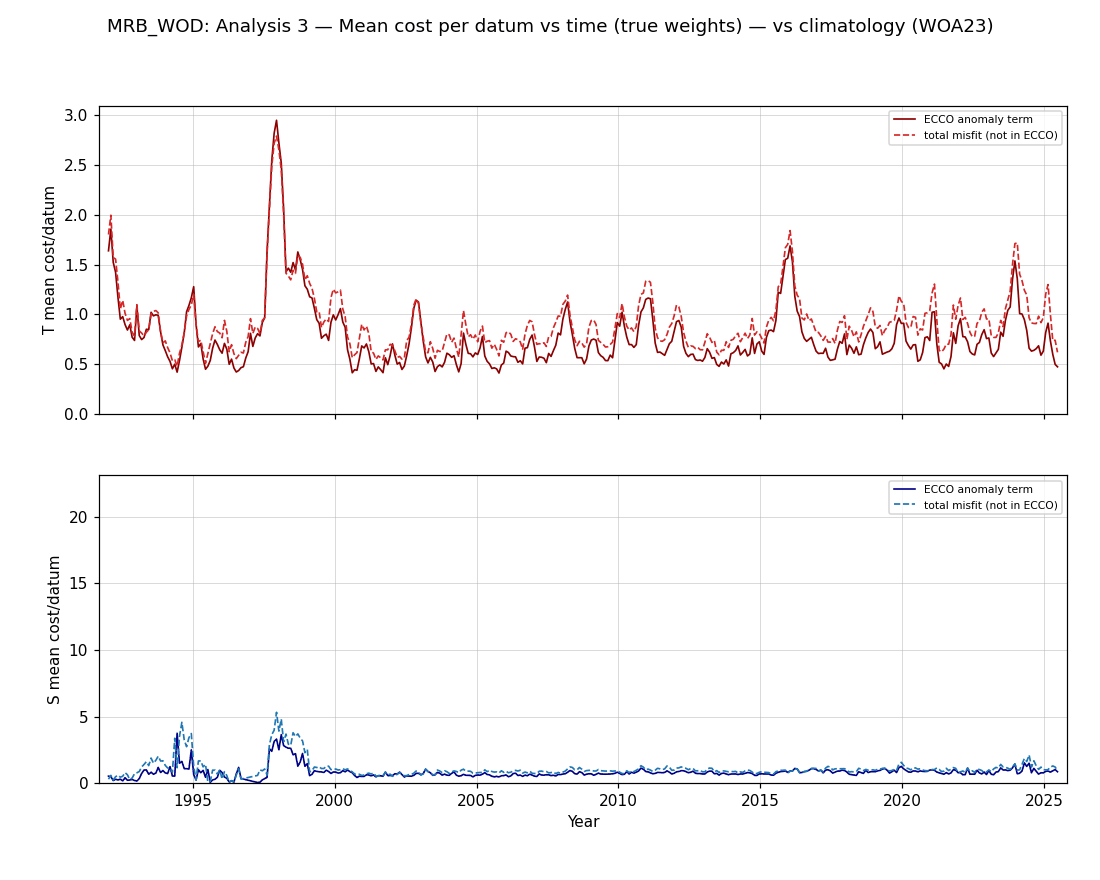 MRB_WOD: Analysis 3 — Mean cost per datum vs time (true weights) — vs climatology (WOA23)
T mean cost/datum
3.0
2.5
2.0
1.5
1.0
0.5
0.0
ECCO anomaly term
total misfit (not in ECCO)
S mean cost/datum
20
15
10
5
0
ECCO anomaly term
total misfit (not in ECCO)
1995
2000
2005
2010
2015
2020
2025
Year